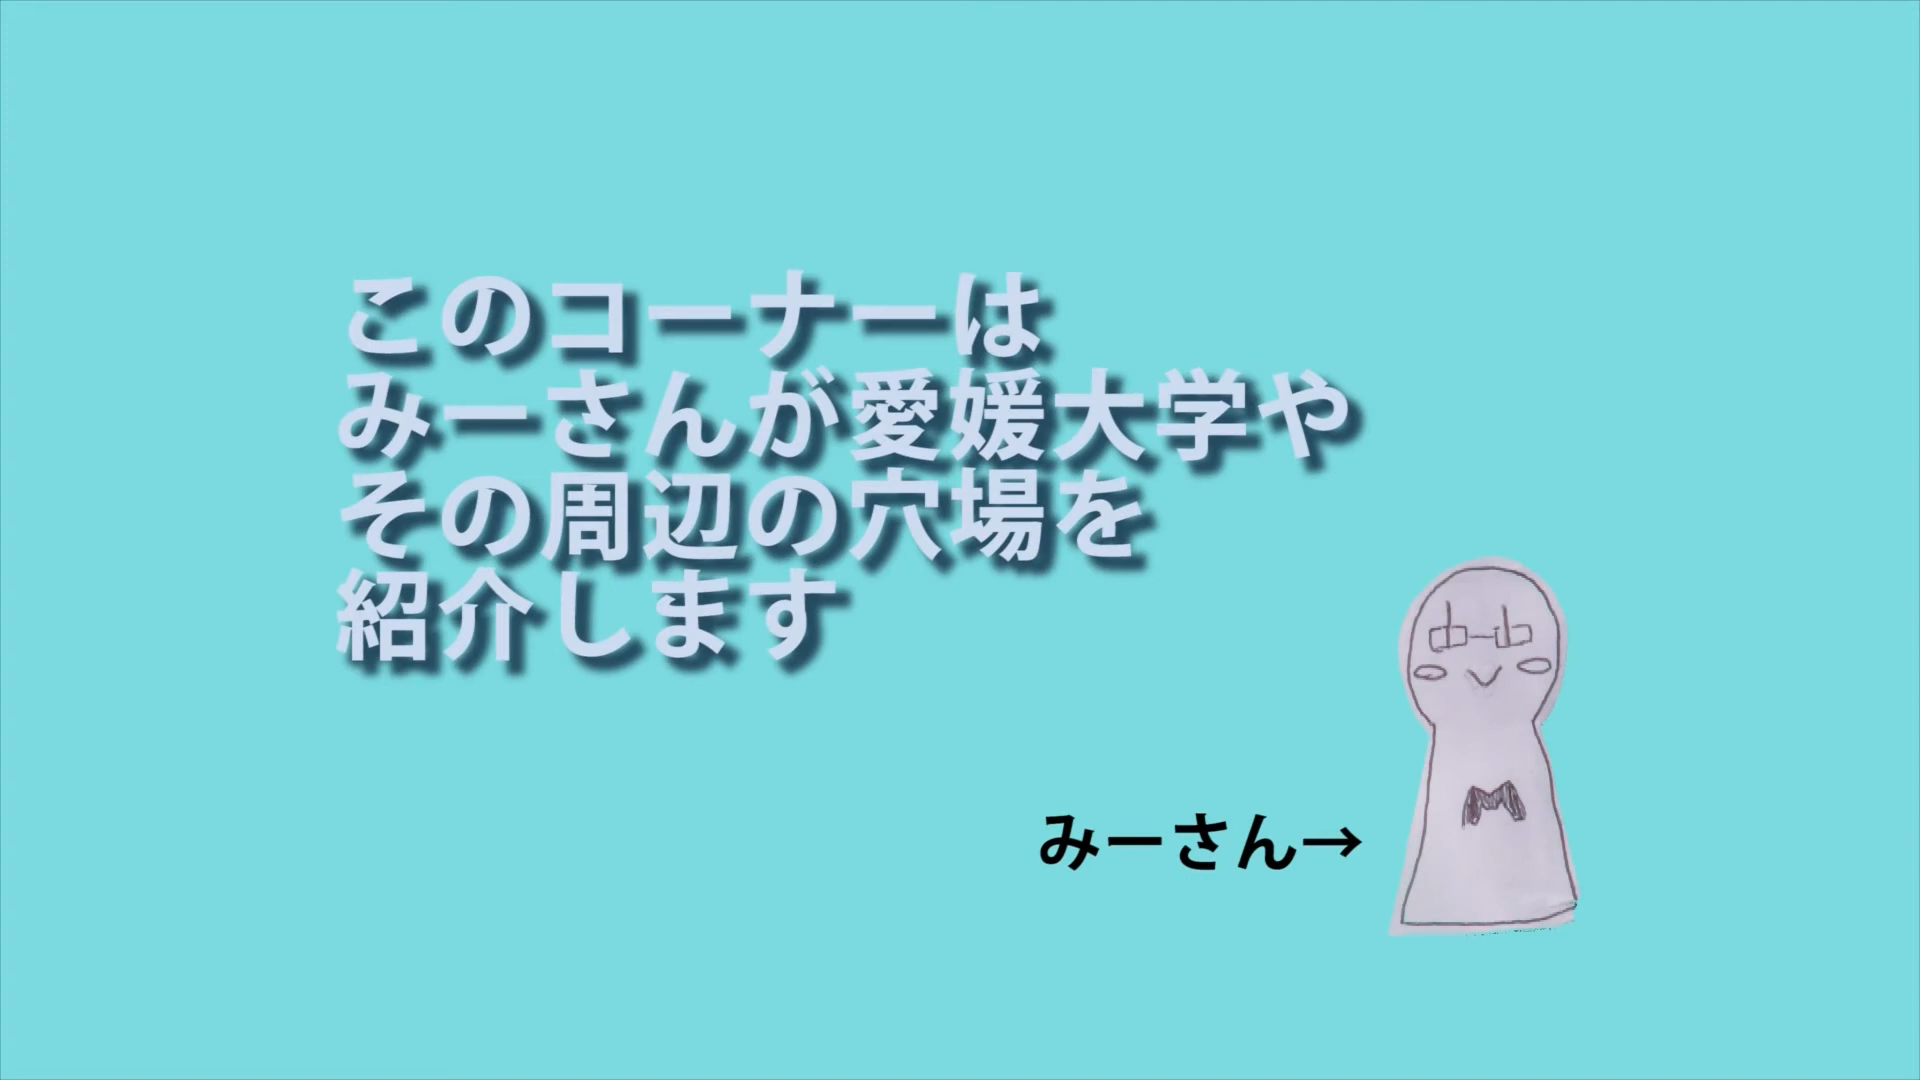 このコーナーは
みーさんが愛媛大学や
その周辺の穴場を
紹介します
みーさん→